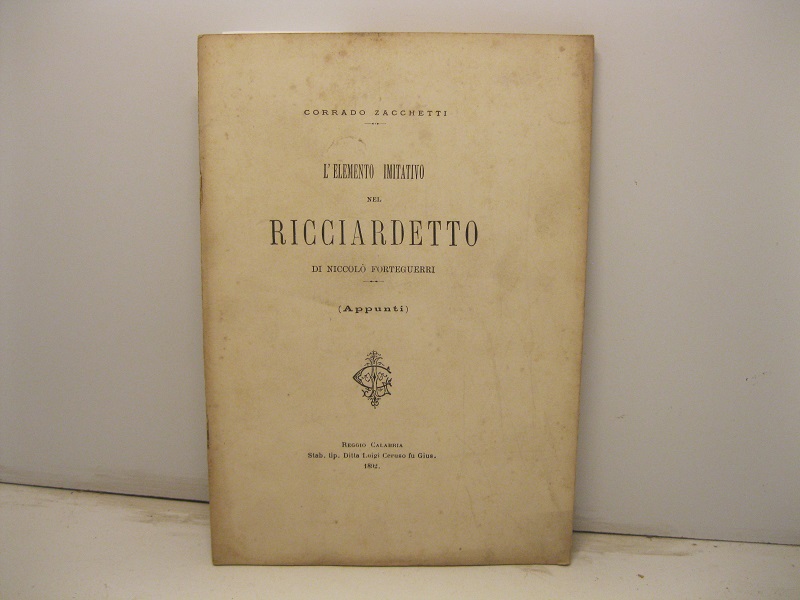 CORRADO ZACCHETTI
L'ELEMENTO IMITATIVO
NEL
RICCIARDETTO
DI NICCOLÒ FORTEGUERRI
(Appunti)
REGGIO CALABRIA
Stab. tip. Ditta Luigi Ceruso fu Gius.
1892.